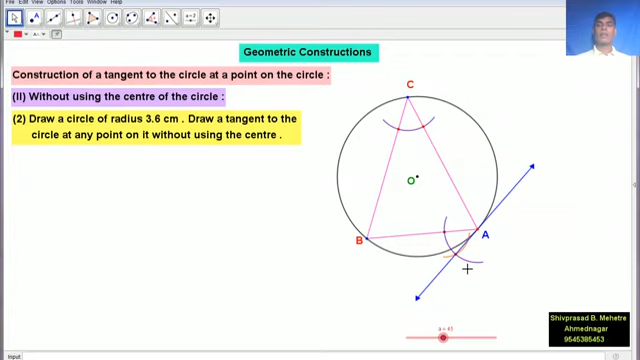 File Edit View Options Tools Window Help
a=2
Geometric Constructions
Construction of a tangent to the circle at a point on the circle :
(II) Without using the centre of the circle :
(2) Draw a circle of radius 3.6 cm . Draw a tangent to the
circle at any point on it without using the centre .
C
O
B
A
Shivprasad B. Mehetre
Ahmednagar
9545385453
Input